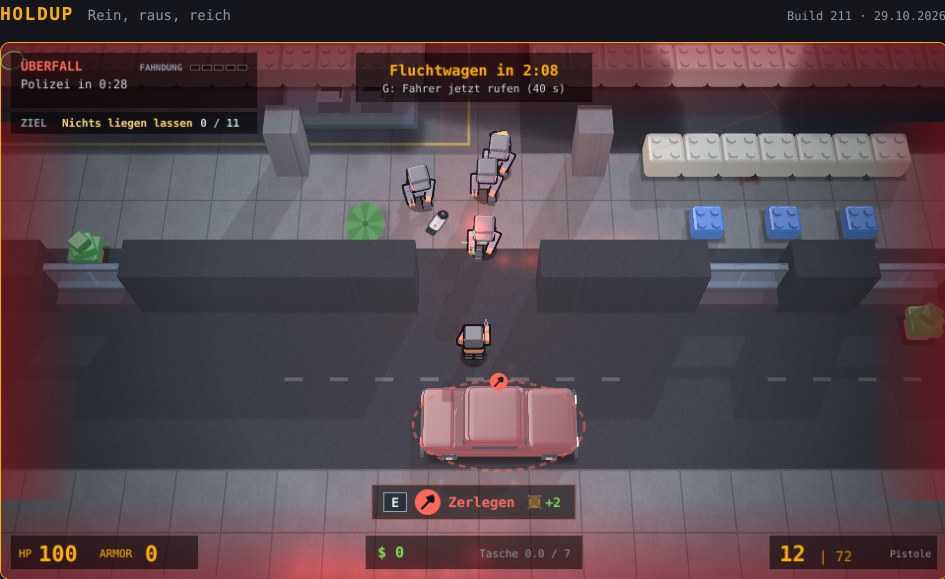 HOLDUP Rein, raus, reich
Build 211 · 29.10.2026
ÜBERFALL FAHNDUNG
Polizei in 0:28
ZIEL Nichts liegen lassen 0 / 11
Fluchtwagen in 2:08
G: Fahrer jetzt rufen (40 s)
E Zerlegen +2
HP 100 ARMOR 0
$ 0 Tasche 0.0 / 7
12 | 72 Pistole